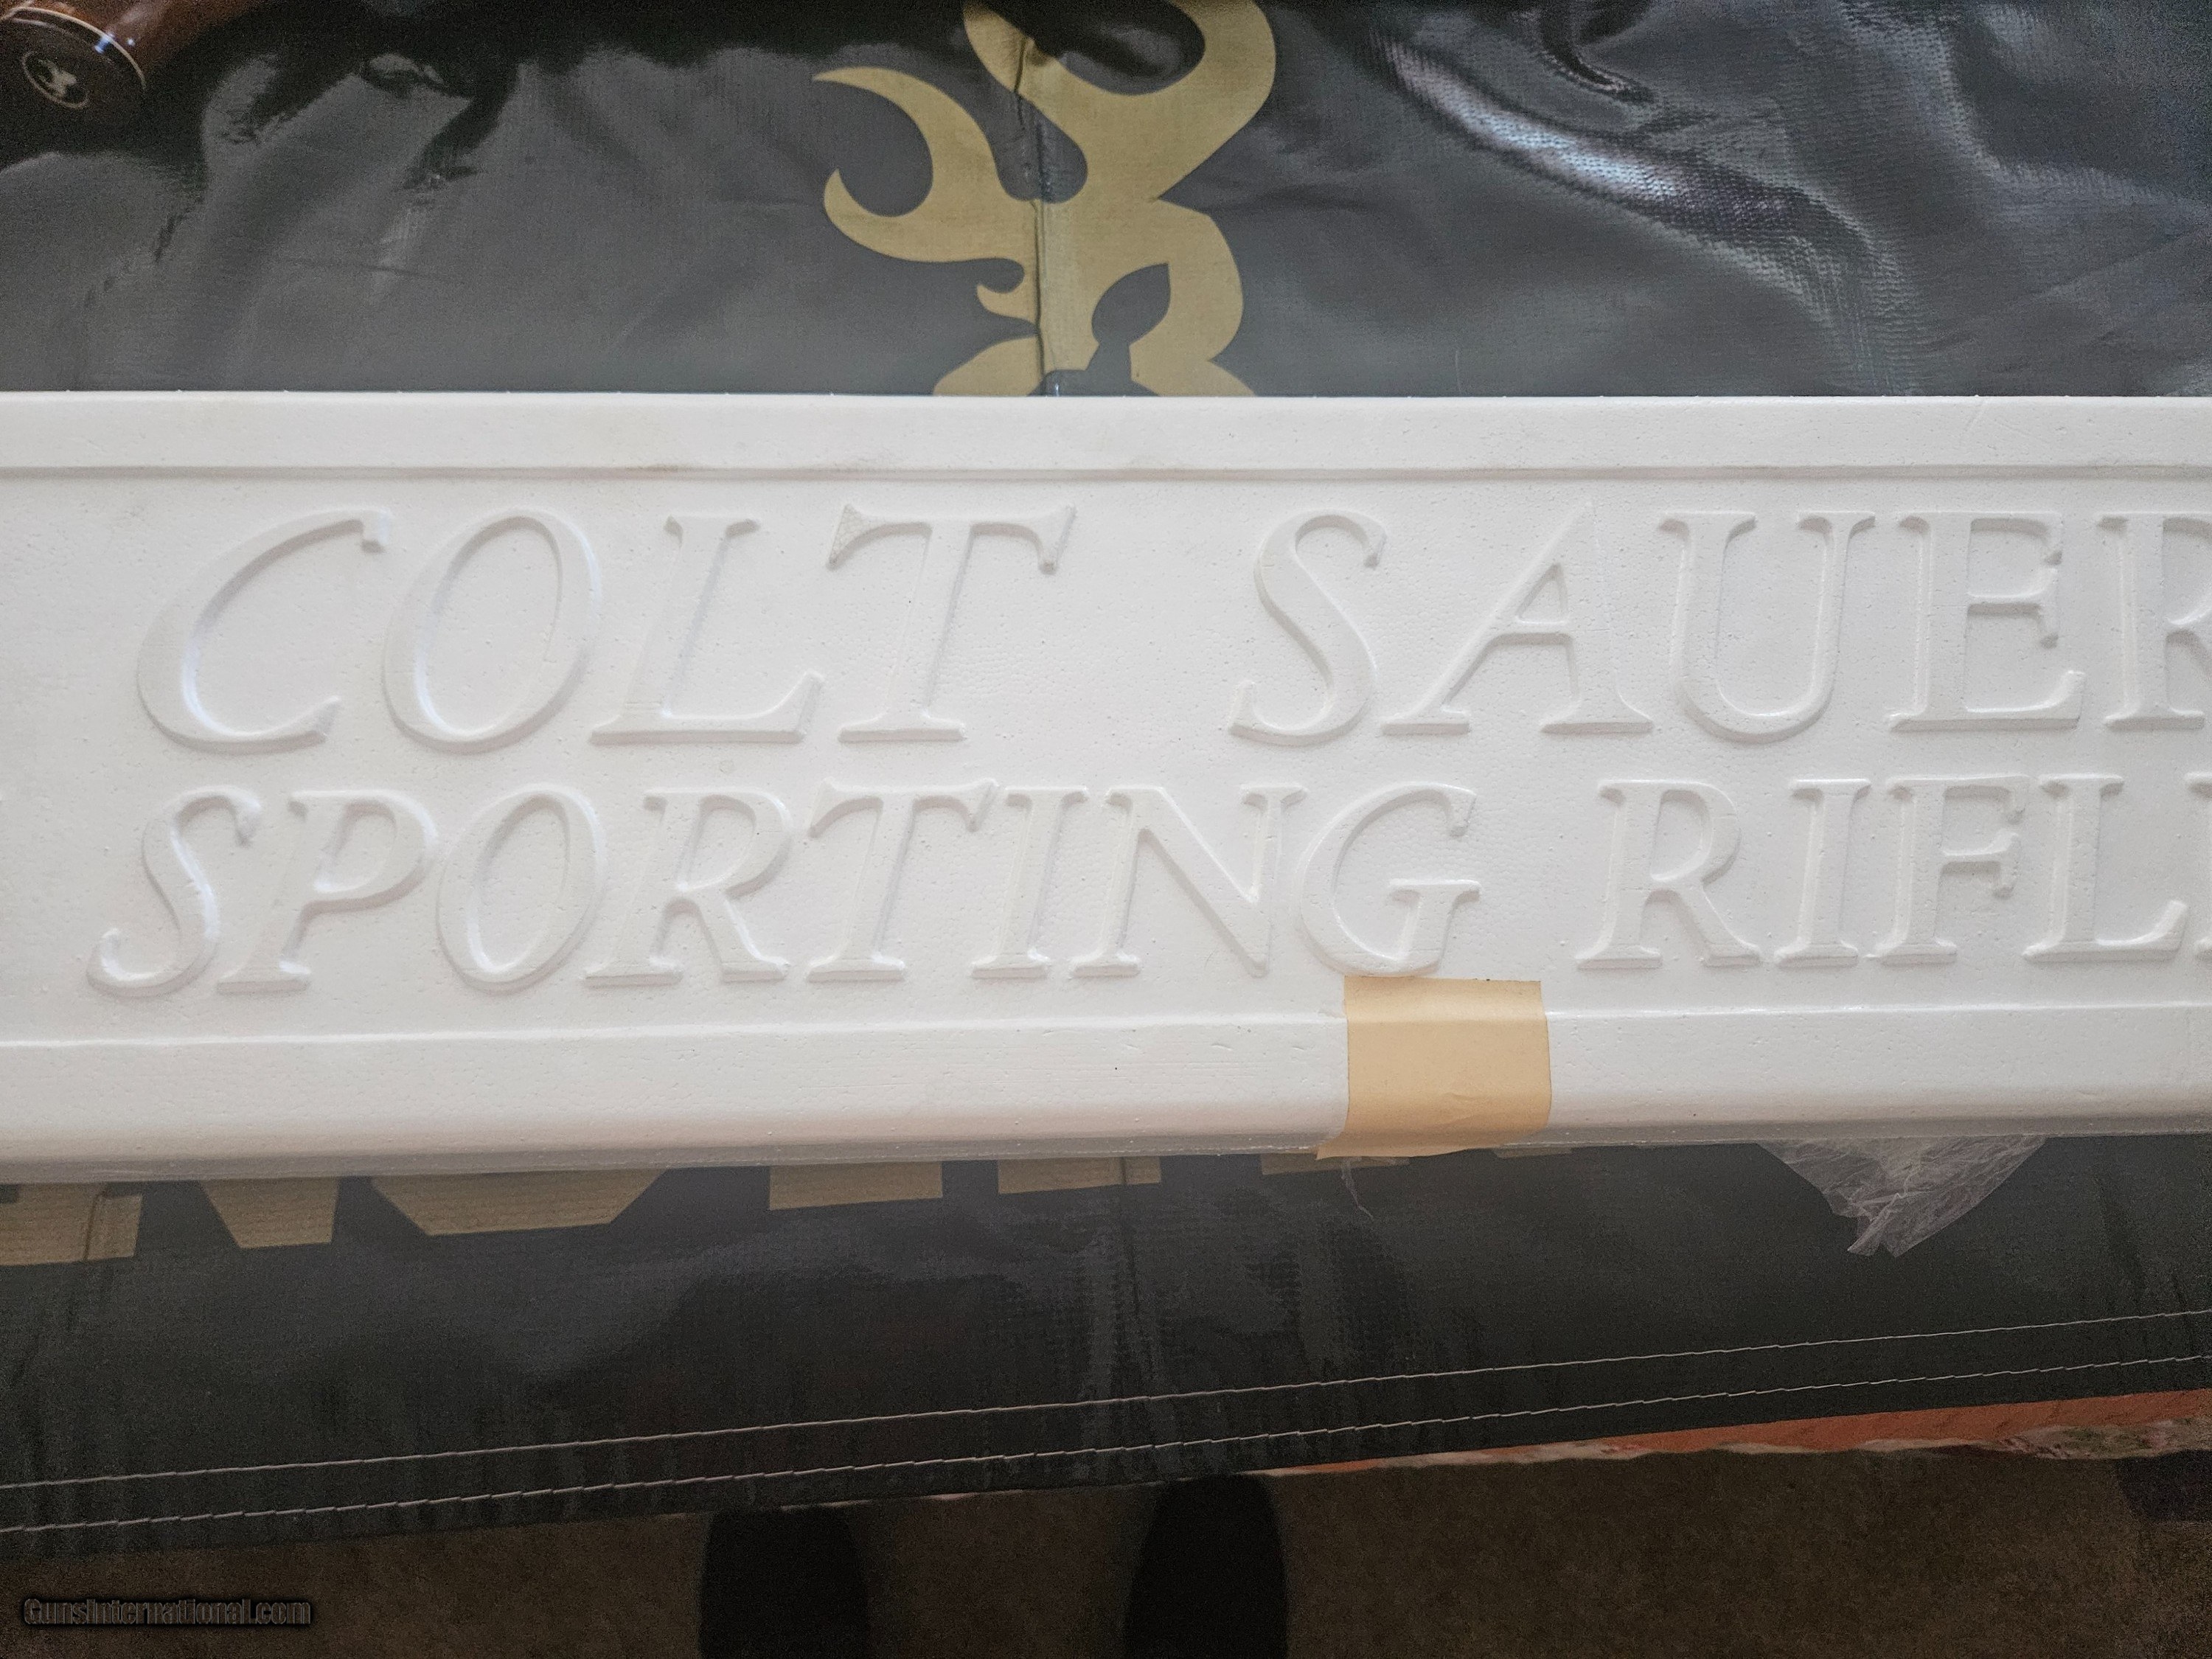 COLT SAUER
SPORTING RIFL
GunsInternational.com